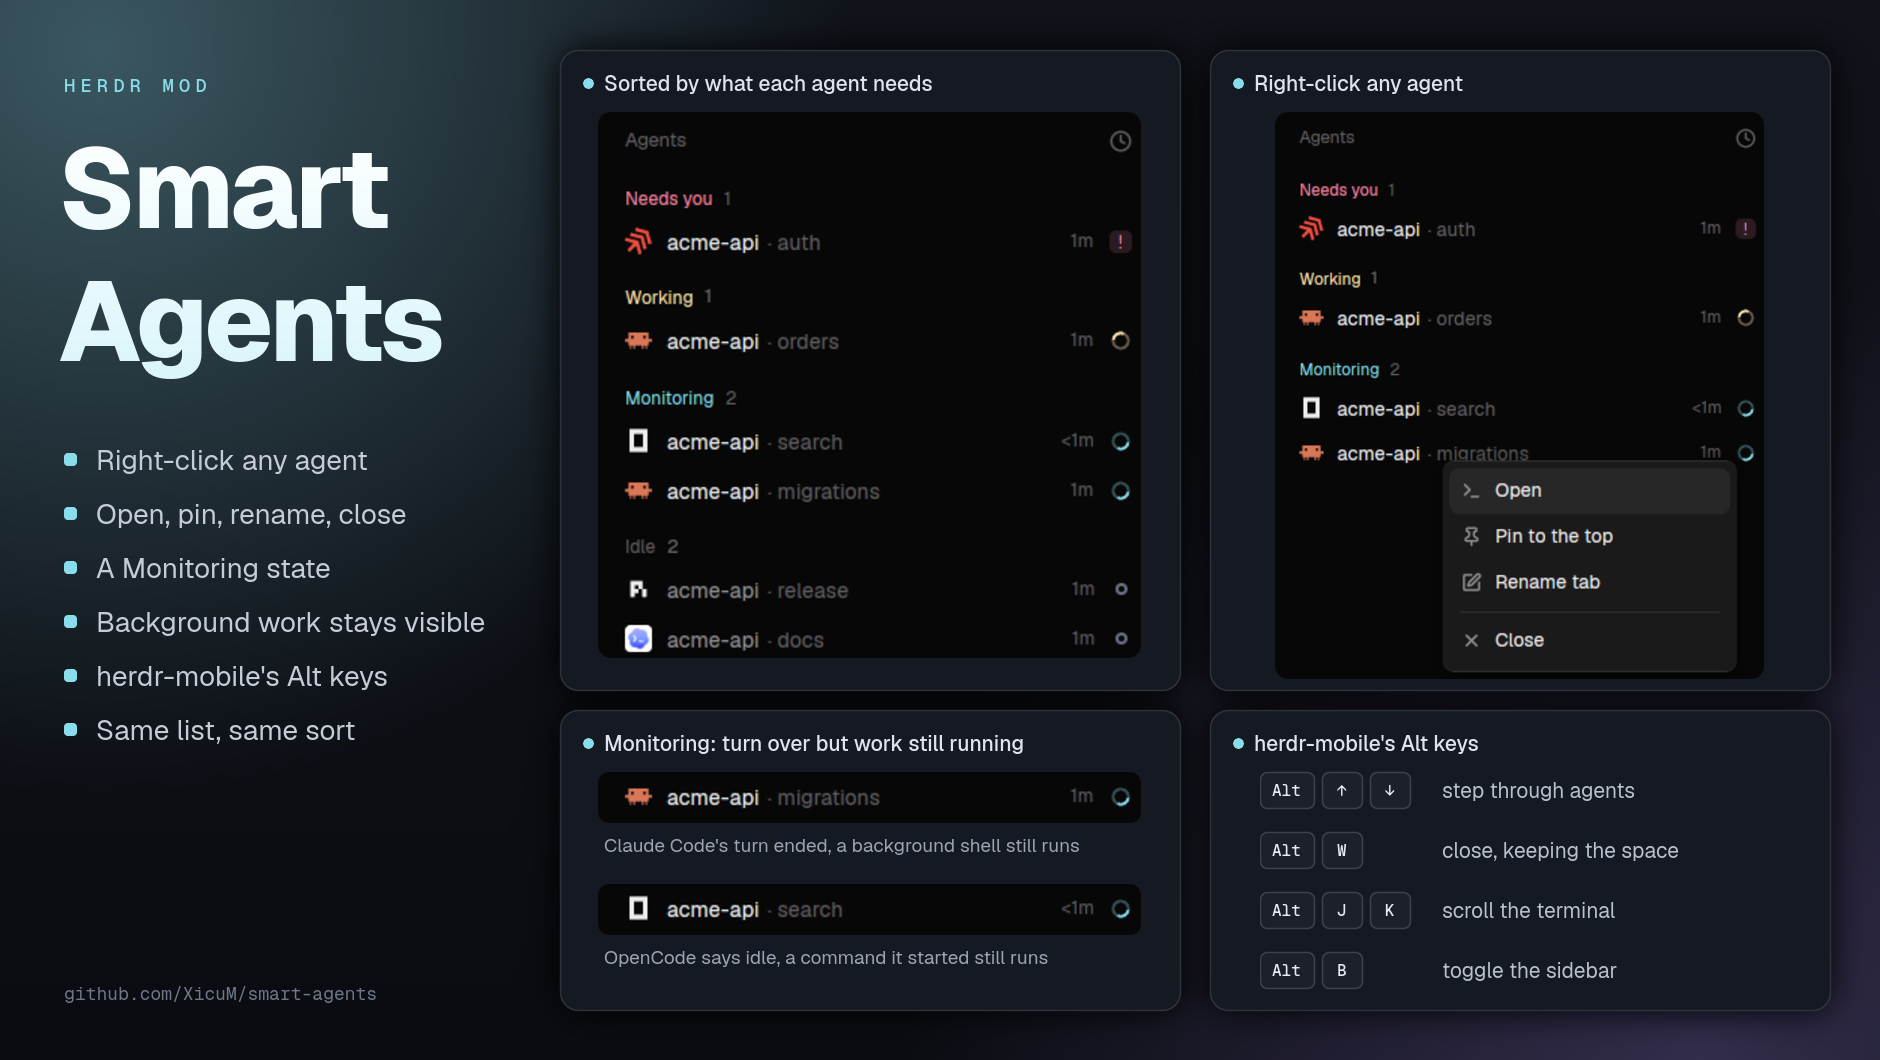 HERDR MOD
Smart
Agents
Right-click any agent
Open, pin, rename, close
A Monitoring state
Background work stays visible
herdr-mobile's Alt keys
Same list, same sort
github.com/XicuM/smart-agents
Sorted by what each agent needs
Agents
Needs you 1
acme-api · auth 1m !
Working 1
acme-api · orders 1m
Monitoring 2
acme-api · search <1m
acme-api · migrations 1m
Idle 2
acme-api · release 1m
acme-api · docs 1m
Right-click any agent
Agents
Needs you 1
acme-api · auth 1m !
Working 1
acme-api · orders 1m
Monitoring 2
acme-api · search <1m
acme-api · migrations 1m
Open
Pin to the top
Rename tab
Close
Monitoring: turn over but work still running
acme-api · migrations 1m
Claude Code's turn ended, a background shell still runs
acme-api · search <1m
OpenCode says idle, a command it started still runs
herdr-mobile's Alt keys
Alt ↑ ↓ step through agents
Alt W close, keeping the space
Alt J K scroll the terminal
Alt B toggle the sidebar